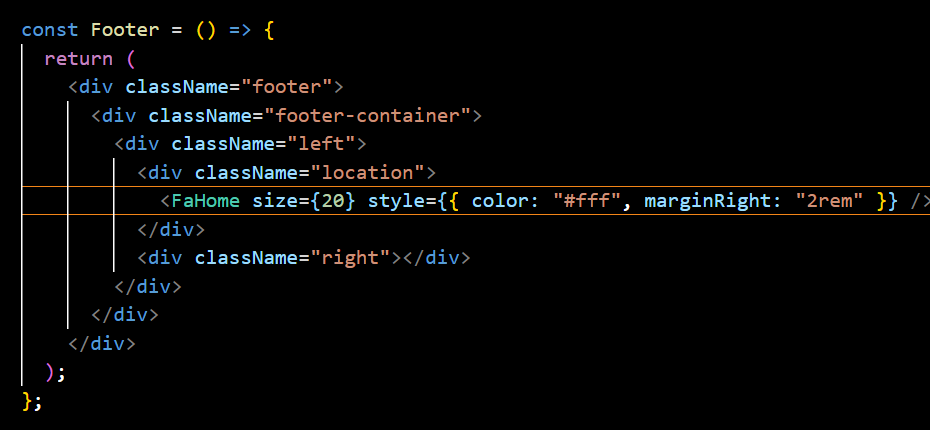 const Footer = () => {
  return (
    <div className="footer">
      <div className="footer-container">
        <div className="left">
          <div className="location">
            <FaHome size={20} style={{ color: "#fff", marginRight: "2rem" }} />
          </div>
          <div className="right"></div>
        </div>
      </div>
    </div>
  );
};